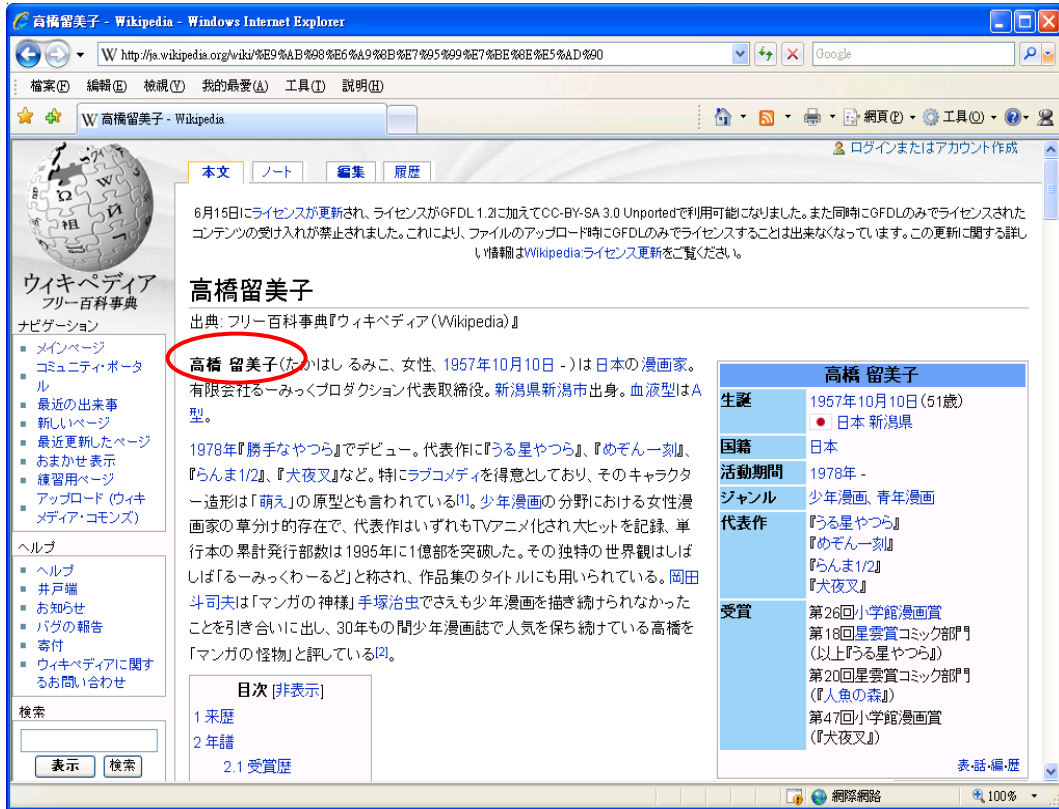 高橋留美子 - Wikipedia - Windows Internet Explorer
http://ja.wikipedia.org/wiki/%E9%AB%98%E6%A9%8B%E7%95%99%E7%BE%8E%E5%AD%90
Google
檔案(F) 編輯(E) 檢視(V) 我的最愛(A) 工具(T) 說明(H)
高橋留美子 - Wikipedia
網頁(P) 工具(O)
ログインまたはアカウント作成
本文 ノート 編集 履歴
6月15日にライセンスが更新され、ライセンスがGFDL 1.2に加えてCC-BY-SA 3.0 Unportedで利用可能になりました。また同時にGFDLのみでライセンスされた
コンテンツの受け入れが禁止されました。これにより、ファイルのアップロード時にGFDLのみでライセンスすることは出来なくなっています。この更新に関する詳し
い情報はWikipedia:ライセンス更新をご覧ください。
ウィキペディア
フリー百科事典
ナビゲーション
メインページ
コミュニティ・ポータ
ル
最近の出来事
新しいページ
最近更新したページ
おまかせ表示
練習用ページ
アップロード (ウィキ
メディア・コモンズ)
ヘルプ
ヘルプ
井戸端
お知らせ
バグの報告
寄付
ウィキペディアに関す
るお問い合わせ
検索
表示 検索
高橋留美子
出典: フリー百科事典『ウィキペディア(Wikipedia)』
高橋 留美子(たかはし るみこ、女性、1957年10月10日 - )は日本の漫画家。
有限会社るーみっくプロダクション代表取締役。新潟県新潟市出身。血液型はA
型。
1978年『勝手なやつら』でデビュー。代表作に『うる星やつら』、『めぞん一刻』、
『らんま1/2』、『犬夜叉』など。特にラブコメディを得意としており、そのキャラクタ
ー造形は「萌え」の原型とも言われている[1]。少年漫画の分野における女性漫
画家の草分け的存在で、代表作はいずれもTVアニメ化され大ヒットを記録、単
行本の累計発行部数は1995年に1億部を突破した。その独特の世界観はしば
しば「るーみっくわーるど」と称され、作品集のタイトルにも用いられている。岡田
斗司夫は「マンガの神様」手塚治虫でさえも少年漫画を描き続けられなかった
ことを引き合いに出し、30年もの間少年漫画誌で人気を保ち続けている高橋を
「マンガの怪物」と評している[2]。
目次 [非表示]
1 来歴
2 年譜
2.1 受賞歴
高橋 留美子
生誕 1957年10月10日(51歳)
日本 新潟県
国籍 日本
活動期間 1978年 -
ジャンル 少年漫画、青年漫画
代表作 『うる星やつら』
『めぞん一刻』
『らんま1/2』
『犬夜叉』
受賞 第26回小学館漫画賞
第18回星雲賞コミック部門
(以上『うる星やつら』)
第20回星雲賞コミック部門
(『人魚の森』)
第47回小学館漫画賞
(『犬夜叉』)
表・話・編・歴
網際網路 100%